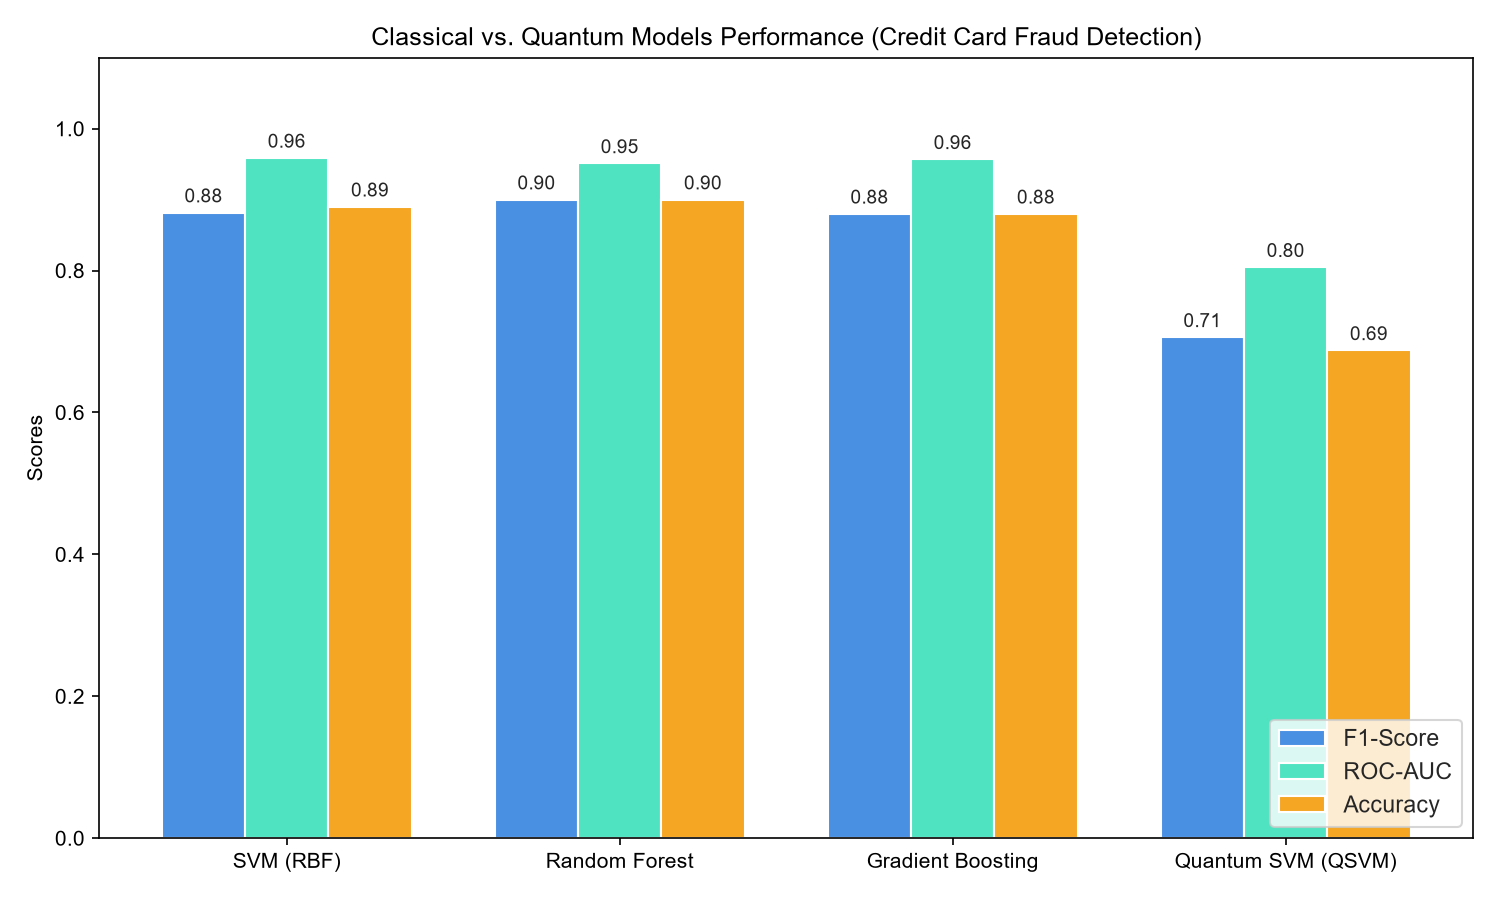 Classical vs. Quantum Models Performance (Credit Card Fraud Detection)
Scores
1.0
0.8
0.6
0.4
0.2
0.0
0.88
0.96
0.89
0.90
0.95
0.90
0.88
0.96
0.88
0.71
0.80
0.69
F1-Score
ROC-AUC
Accuracy
SVM (RBF)
Random Forest
Gradient Boosting
Quantum SVM (QSVM)